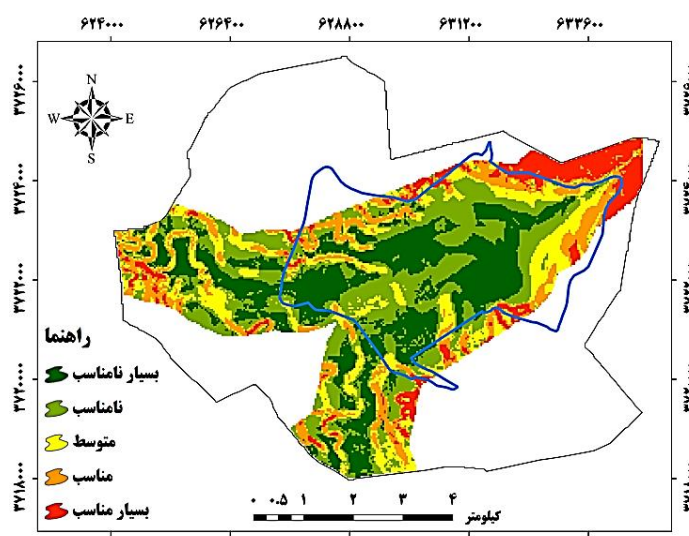 ۶۲۴۰۰۰ ۶۲۶۴۰۰ ۶۲۸۸۰۰ ۶۳۱۲۰۰ ۶۳۳۶۰۰
۳۷۲۶۰۰۰
۳۷۲۴۰۰۰
۳۷۲۲۰۰۰
۳۷۲۰۰۰۰
۳۷۱۸۰۰۰
N
W E
S
راهنما
بسیار نامناسب
نامناسب
متوسط
مناسب
بسیار مناسب
۰ ۰.۵ ۱ ۲ ۳ ۴
کیلومتر